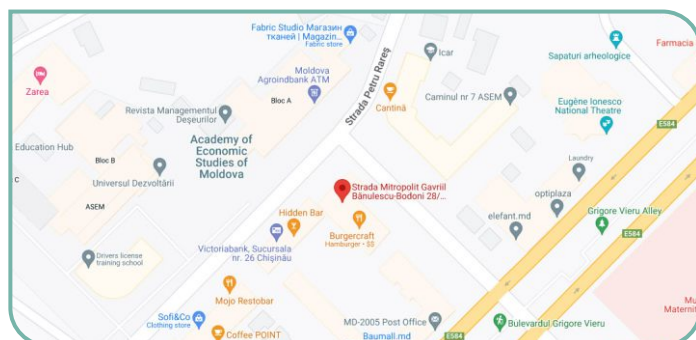 Fabric Studio Магазин
тканей | Magazin...
Fabric store
Icar
Sapaturi arheologice
Farmacia
Zarea
Moldova
Agroindbank ATM
Strada Petru Rareș
Bloc A
Cantină
Caminul nr 7 ASEM
Eugène Ionesco
National Theatre
E584
Revista Managementul
Deșeurilor
Academy of
Economic
Studies of
Moldova
Education Hub
Bloc B
C
Universul Dezvoltării
ASEM
Laundry
optiplaza
Strada Mitropolit Gavriil
Bănulescu-Bodoni 28/...
Hidden Bar
Burgercraft
Hamburger • $$
elefant.md
Grigore Vieru Alley
E584
Victoriabank, Sucursala
nr. 26 Chișinău
Drivers license
training school
Mojo Restobar
Sofi&Co
Clothing store
Coffee POINT
MD-2005 Post Office
Baumall.md
E584
Bulevardul Grigore Vieru
Mu
Maternit